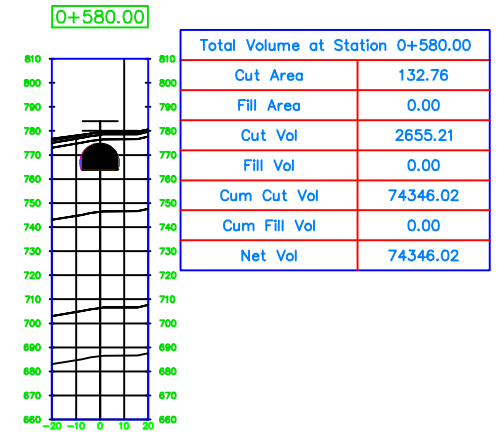 0+580.00
Total Volume at Station 0+580.00
Cut Area 132.76
Fill Area 0.00
Cut Vol 2655.21
Fill Vol 0.00
Cum Cut Vol 74346.02
Cum Fill Vol 0.00
Net Vol 74346.02
810 810
800 800
790 790
780 780
770 770
760 760
750 750
740 740
730 730
720 720
710 710
700 700
690 690
680 680
670 670
660 660
-20 -10 0 10 20